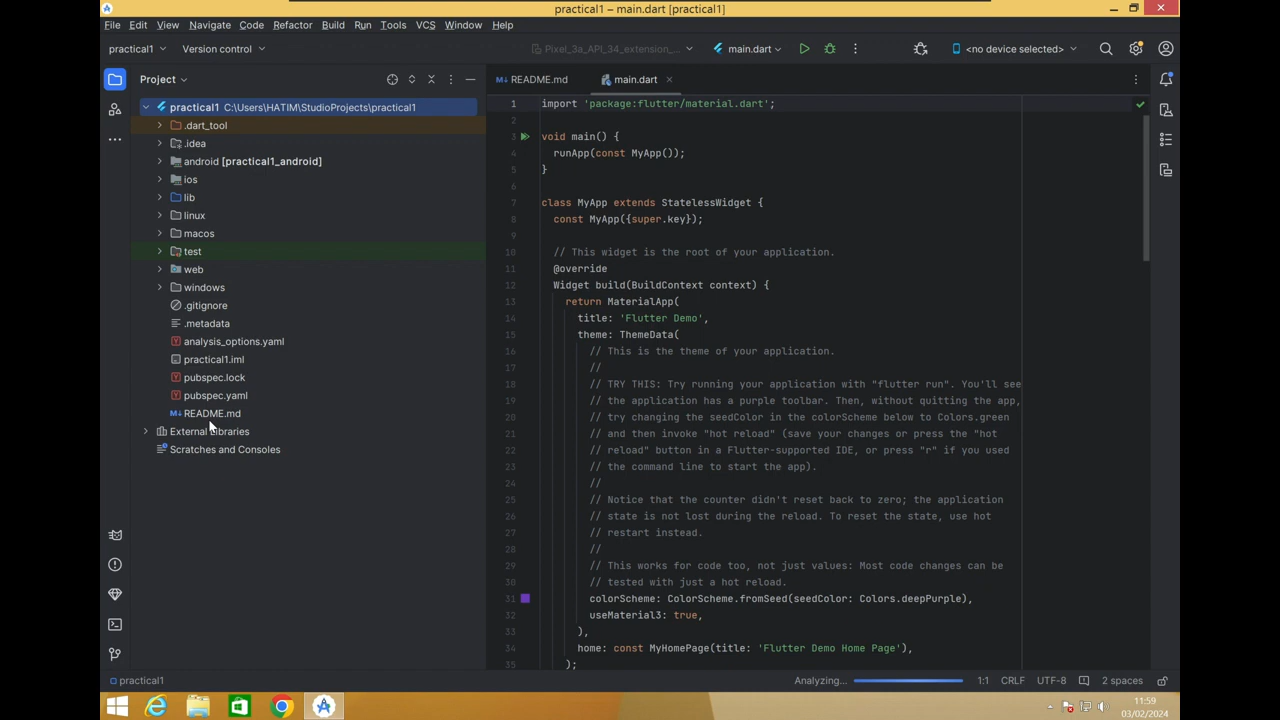 practical1 – main.dart [practical1]
File Edit View Navigate Code Refactor Build Run Tools VCS Window Help
practical1 Version control Pixel_3a_API_34_extension_... main.dart <no device selected>
Project
README.md main.dart
practical1 C:\Users\HATIM\StudioProjects\practical1
.dart_tool
.idea
android [practical1_android]
ios
lib
linux
macos
test
web
windows
.gitignore
.metadata
analysis_options.yaml
practical1.iml
pubspec.lock
pubspec.yaml
README.md
External Libraries
Scratches and Consoles
1 import 'package:flutter/material.dart';
2
3 void main() {
4 runApp(const MyApp());
5 }
6
7 class MyApp extends StatelessWidget {
8 const MyApp({super.key});
9
10 // This widget is the root of your application.
11 @override
12 Widget build(BuildContext context) {
13 return MaterialApp(
14 title: 'Flutter Demo',
15 theme: ThemeData(
16 // This is the theme of your application.
17 //
18 // TRY THIS: Try running your application with "flutter run". You'll see
19 // the application has a purple toolbar. Then, without quitting the app,
20 // try changing the seedColor in the colorScheme below to Colors.green
21 // and then invoke "hot reload" (save your changes or press the "hot
22 // reload" button in a Flutter-supported IDE, or press "r" if you used
23 // the command line to start the app).
24 //
25 // Notice that the counter didn't reset back to zero; the application
26 // state is not lost during the reload. To reset the state, use hot
27 // restart instead.
28 //
29 // This works for code too, not just values: Most code changes can be
30 // tested with just a hot reload.
31 colorScheme: ColorScheme.fromSeed(seedColor: Colors.deepPurple),
32 useMaterial3: true,
33 ),
34 home: const MyHomePage(title: 'Flutter Demo Home Page'),
35 );
practical1 Analyzing... 1:1 CRLF UTF-8 2 spaces
11:59
03/02/2024